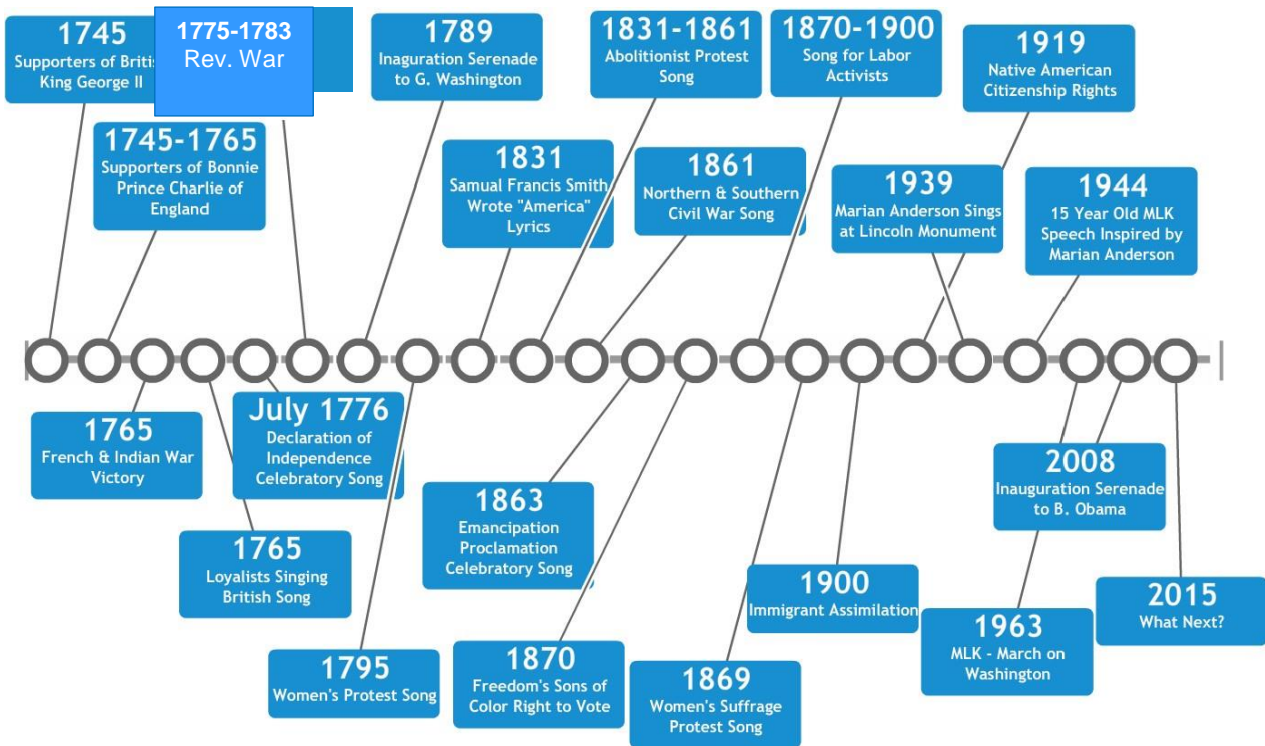 1745
Supporters of Briti
King George II
1775-1783
Rev. War
1789
Inaguration Serenade
to G. Washington
1831-1861
Abolitionist Protest
Song
1870-1900
Song for Labor
Activists
1919
Native American
Citizenship Rights
1745-1765
Supporters of Bonnie
Prince Charlie of
England
1831
Samual Francis Smith
Wrote "America"
Lyrics
1861
Northern & Southern
Civil War Song
1939
Marian Anderson Sings
at Lincoln Monument
1944
15 Year Old MLK
Speech Inspired by
Marian Anderson
1765
French & Indian War
Victory
July 1776
Declaration of
Independence
Celebratory Song
1765
Loyalists Singing
British Song
1795
Women's Protest Song
1863
Emancipation
Proclamation
Celebratory Song
1870
Freedom's Sons of
Color Right to Vote
1869
Women's Suffrage
Protest Song
1900
Immigrant Assimilation
2008
Inauguration Serenade
to B. Obama
1963
MLK - March on
Washington
2015
What Next?